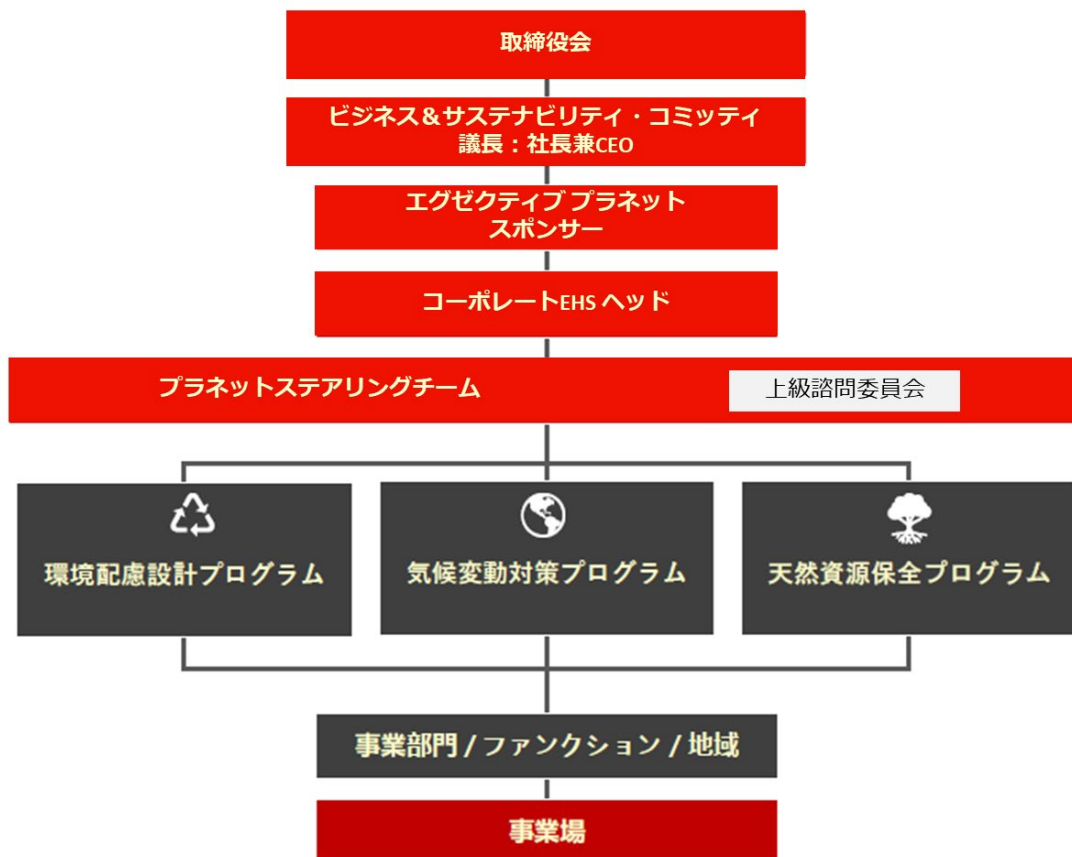 取締役会
ビジネス＆サステナビリティ・コミッティ
議長：社長兼CEO
エグゼクティブ プラネット
スポンサー
コーポレートEHS ヘッド
プラネットステアリングチーム
上級諮問委員会
環境配慮設計プログラム
気候変動対策プログラム
天然資源保全プログラム
事業部門 / ファンクション / 地域
事業場